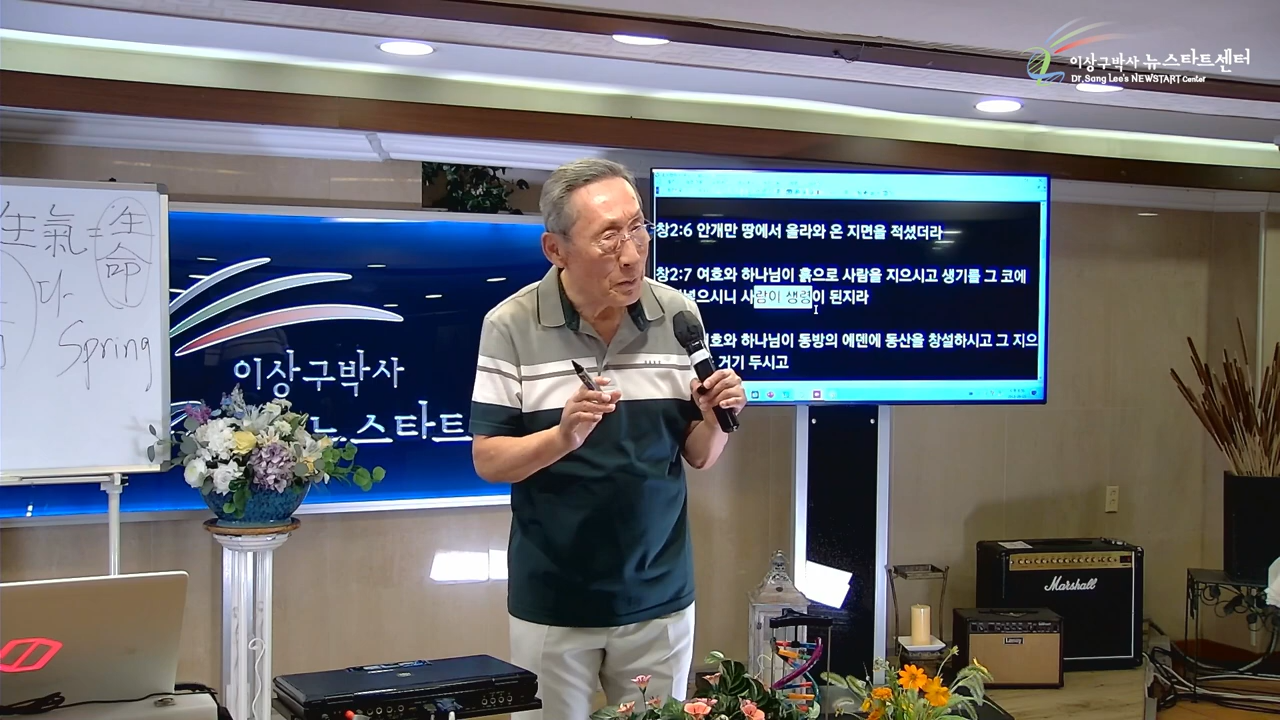 이상구박사 뉴스타트센터
Dr. Sang Lee's NEWSTART Center
生氣=生命
다
Spring
이상구박사
뉴스타트
창2:6 안개만 땅에서 올라와 온 지면을 적셨더라
창2:7 여호와 하나님이 흙으로 사람을 지으시고 생기를 그 코에
사람이 생령이 된지라
하나님이 동방의 에덴에 동산을 창설하시고 그 지으
거기 두시고
Marshall
Laney